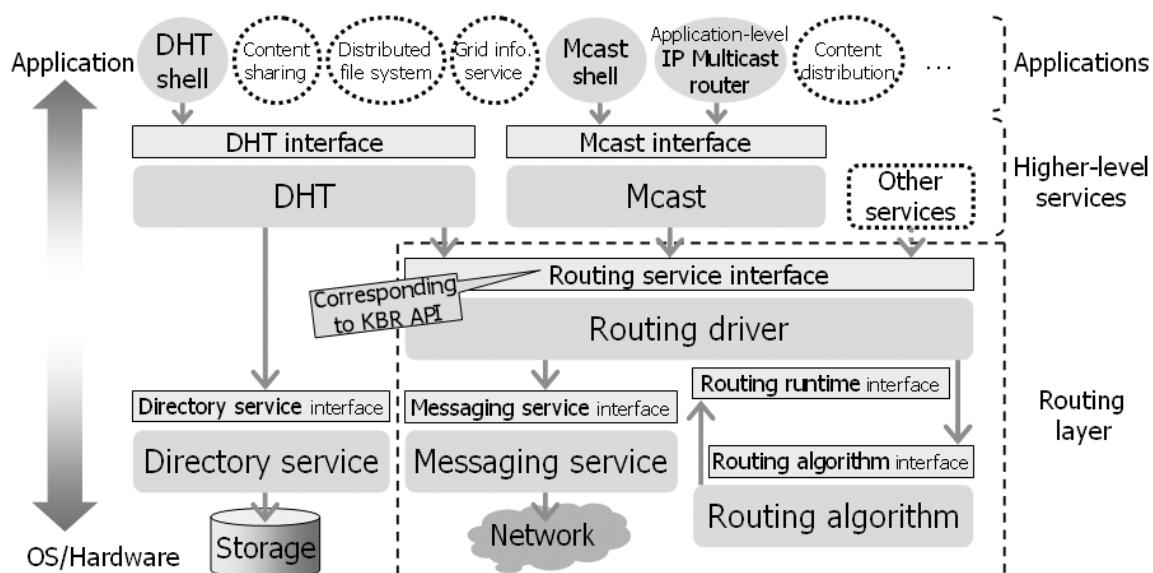 Application
DHT
shell
Content
sharing
Distributed
file system
Grid info.
service
Mcast
shell
Application-level
IP Multicast
router
Content
distribution
...
Applications
DHT interface
Mcast interface
DHT
Mcast
Other
services
Higher-level
services
Routing service interface
Corresponding
to KBR API
Routing driver
Routing runtime interface
Directory service interface
Messaging service interface
Routing
layer
Directory service
Messaging service
Routing algorithm interface
Routing algorithm
Storage
Network
OS/Hardware